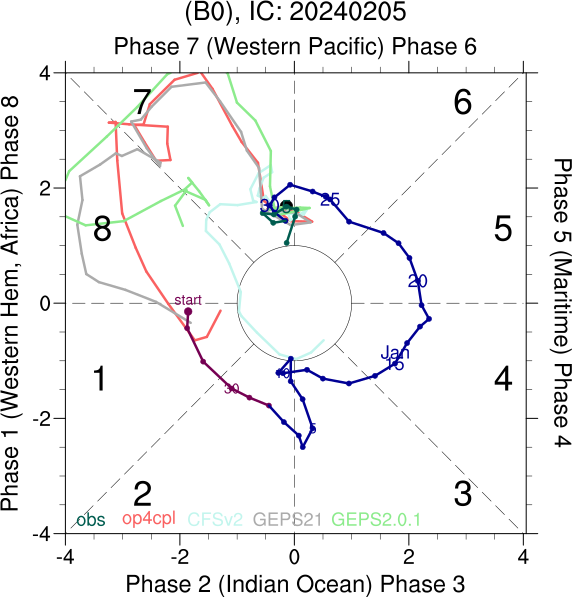 (B0), IC: 20240205
Phase 7 (Western Pacific) Phase 6
4
7
6
Phase 1 (Western Hem, Africa) Phase 8
Phase 5 (Maritime) Phase 4
2
30
25
8
5
start
20
0
Jan
15
1
4
30
-2
5
2
3
obs op4cpl CFSv2 GEPS21 GEPS2.0.1
-4
-4 -2 0 2 4
Phase 2 (Indian Ocean) Phase 3